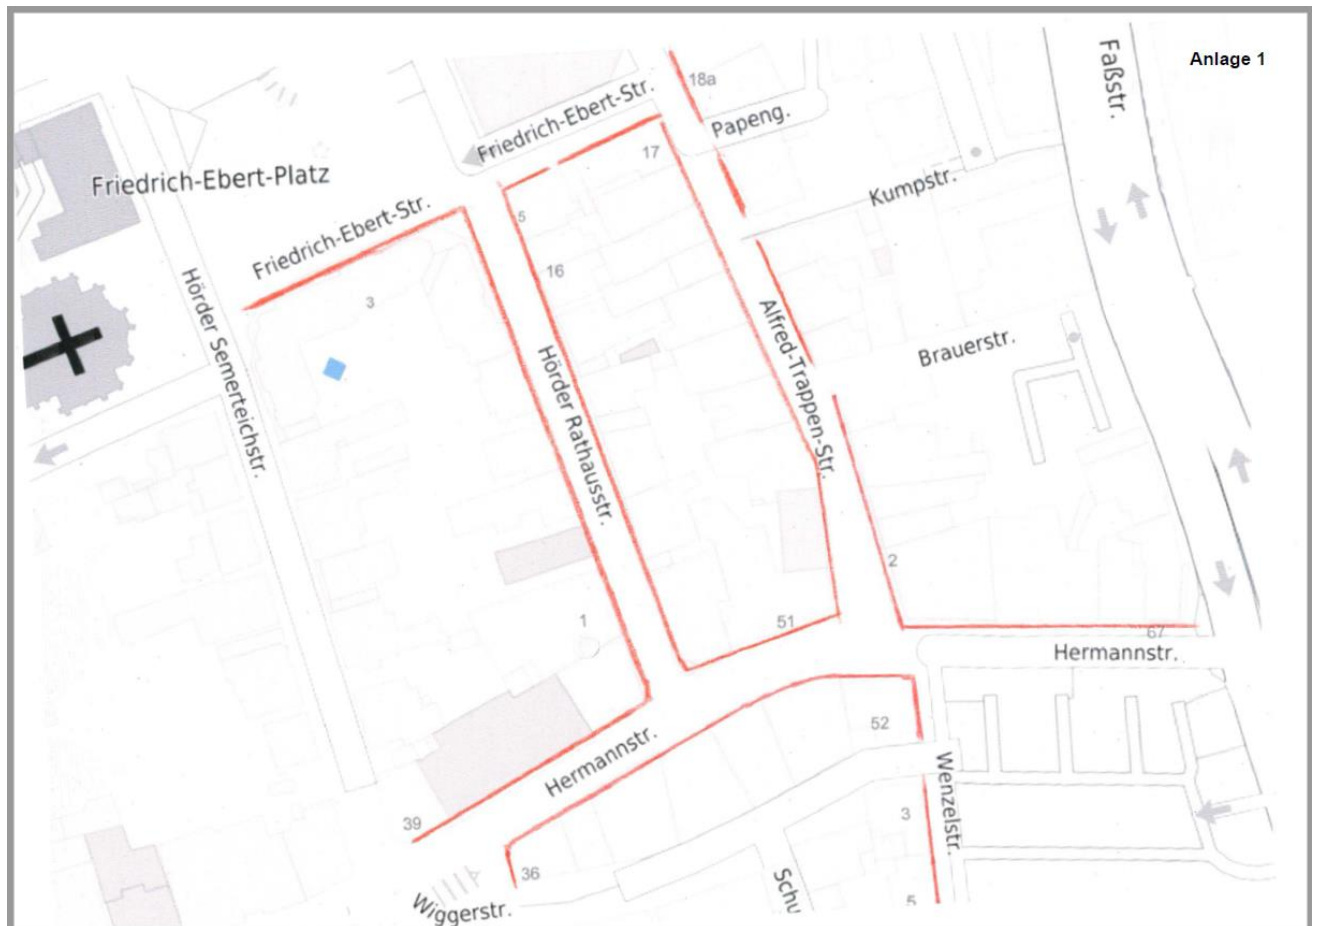 Anlage 1
Faßstr.
18a
Friedrich-Ebert-Str.
Papeng.
17
Friedrich-Ebert-Platz
Kumpstr.
Friedrich-Ebert-Str.
5
16
3
Hörder Semerteichstr.
Alfred-Trappen-Str.
Brauerstr.
Hörder Rathausstr.
2
1
51
67
Hermannstr.
52
Hermannstr.
Wenzelstr.
39
3
36
Schu
5
Wiggerstr.